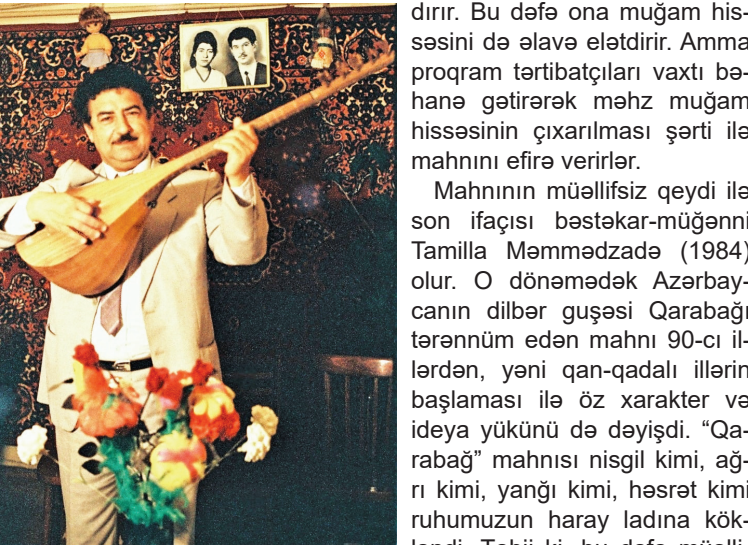 dırır. Bu dəfə ona muğam his-
səsini də əlavə elətdirir. Amma
proqram tərtibatçıları vaxtı bə-
hanə gətirərək məhz muğam
hissəsinin çıxarılması şərti ilə
mahnını efirə verirlər.
Mahnının müəllifsiz qeydi ilə
son ifaçısı bəstəkar-müğənni
Tamilla Məmmədzadə (1984)
olur. O dönəmədək Azərbay-
canın dilbər guşəsi Qarabağı
tərənnüm edən mahnı 90-cı il-
lərdən, yəni qan-qadalı illərin
başlaması ilə öz xarakter və
ideya yükünü də dəyişdi. “Qa-
rabağ” mahnısı nisgil kimi, ağ-
rı kimi, yanğı kimi, həsrət kimi
ruhumuzun haray ladına kök-